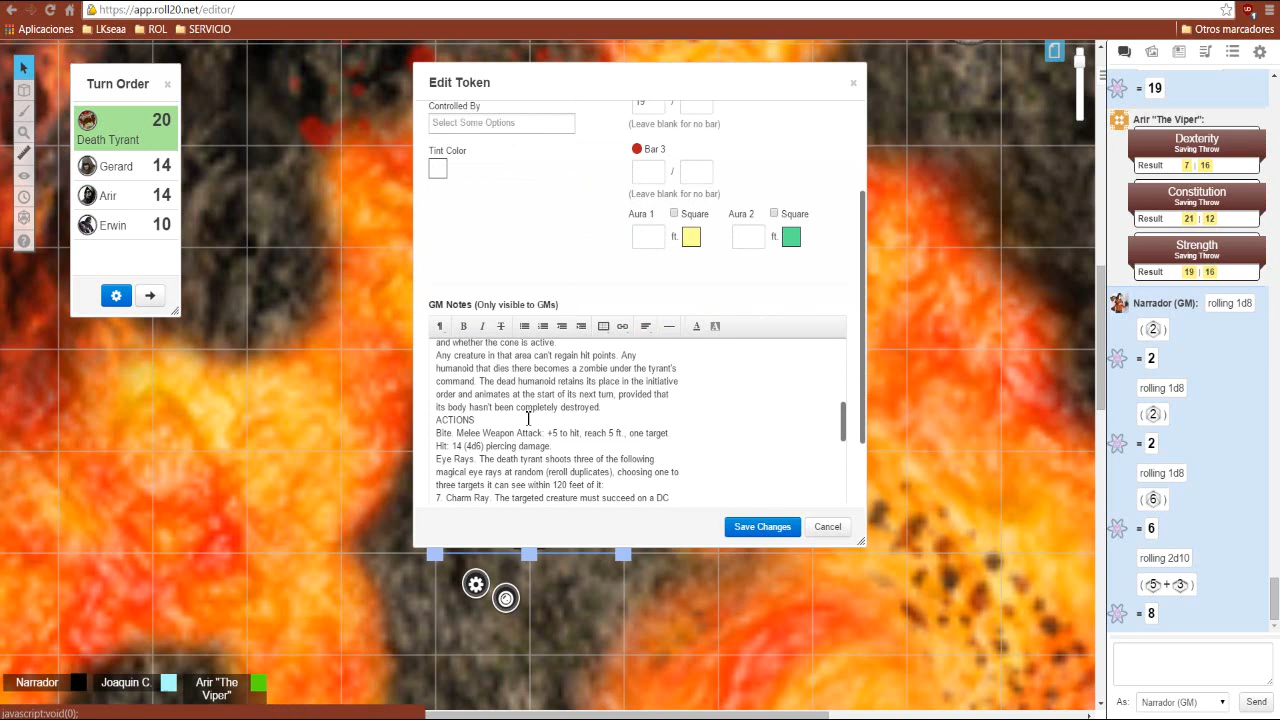 https://app.roll20.net/editor/
Aplicaciones
LKseaa
ROL
SERVICIO
Otros marcadores
Turn Order ×
20
Death Tyrant
Gerard 14
Arir 14
Erwin 10
Edit Token ×
Controlled By
Select Some Options
Tint Color
19 /
(Leave blank for no bar)
Bar 3
/
(Leave blank for no bar)
Aura 1 Square Aura 2 Square
ft. ft.
GM Notes (Only visible to GMs)
and whether the cone is active.
Any creature in that area can't regain hit points. Any
humanoid that dies there becomes a zombie under the tyrant's
command. The dead humanoid retains its place in the initiative
order and animates at the start of its next turn, provided that
its body hasn't been completely destroyed.
ACTIONS
Bite. Melee Weapon Attack: +5 to hit, reach 5 ft., one target
Hit: 14 (4d6) piercing damage.
Eye Rays. The death tyrant shoots three of the following
magical eye rays at random (reroll duplicates), choosing one to
three targets it can see within 120 feet of it:
7. Charm Ray. The targeted creature must succeed on a DC
Save Changes Cancel
= 19
Arir "The Viper":
Dexterity
Saving Throw
Result 7 | 16
Constitution
Saving Throw
Result 21 | 12
Strength
Saving Throw
Result 19 | 16
Narrador (GM): rolling 1d8
(2)
= 2
rolling 1d8
(2)
= 2
rolling 1d8
(6)
= 6
rolling 2d10
(5+3)
= 8
As: Narrador (GM) Send
Narrador
Joaquin C.
Arir "The
Viper"
javascript:void(0);